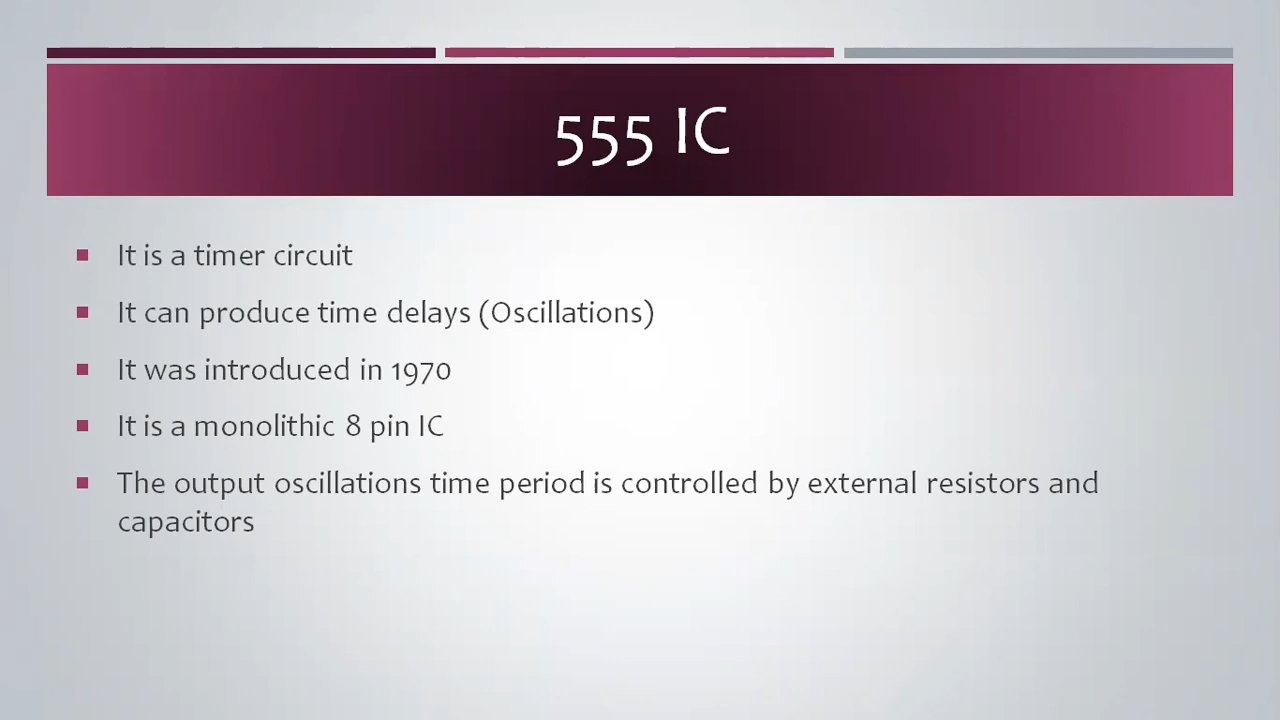 555 IC
It is a timer circuit
It can produce time delays (Oscillations)
It was introduced in 1970
It is a monolithic 8 pin IC
The output oscillations time period is controlled by external resistors and
capacitors